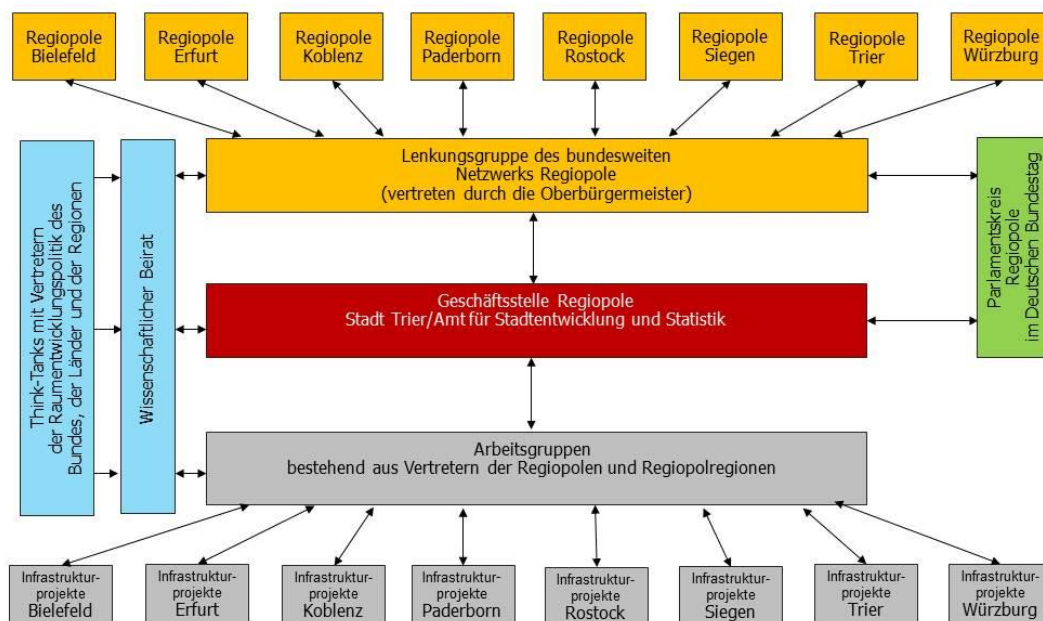 Regiopole
Bielefeld
Regiopole
Erfurt
Regiopole
Koblenz
Regiopole
Paderborn
Regiopole
Rostock
Regiopole
Siegen
Regiopole
Trier
Regiopole
Würzburg
Think-Tanks mit Vertretern
der Raumentwicklungspolitik des
Bundes, der Länder und der Regionen
Wissenschaftlicher Beirat
Lenkungsgruppe des bundesweiten
Netzwerks Regiopole
(vertreten durch die Oberbürgermeister)
Geschäftsstelle Regiopole
Stadt Trier/Amt für Stadtentwicklung und Statistik
Parlamentskreis
Regiopole
im Deutschen Bundestag
Arbeitsgruppen
bestehend aus Vertretern der Regiopolen und Regiopolregionen
Infrastruktur-
projekte
Bielefeld
Infrastruktur-
projekte
Erfurt
Infrastruktur-
projekte
Koblenz
Infrastruktur-
projekte
Paderborn
Infrastruktur-
projekte
Rostock
Infrastruktur-
projekte
Siegen
Infrastruktur-
projekte
Trier
Infrastruktur-
projekte
Würzburg